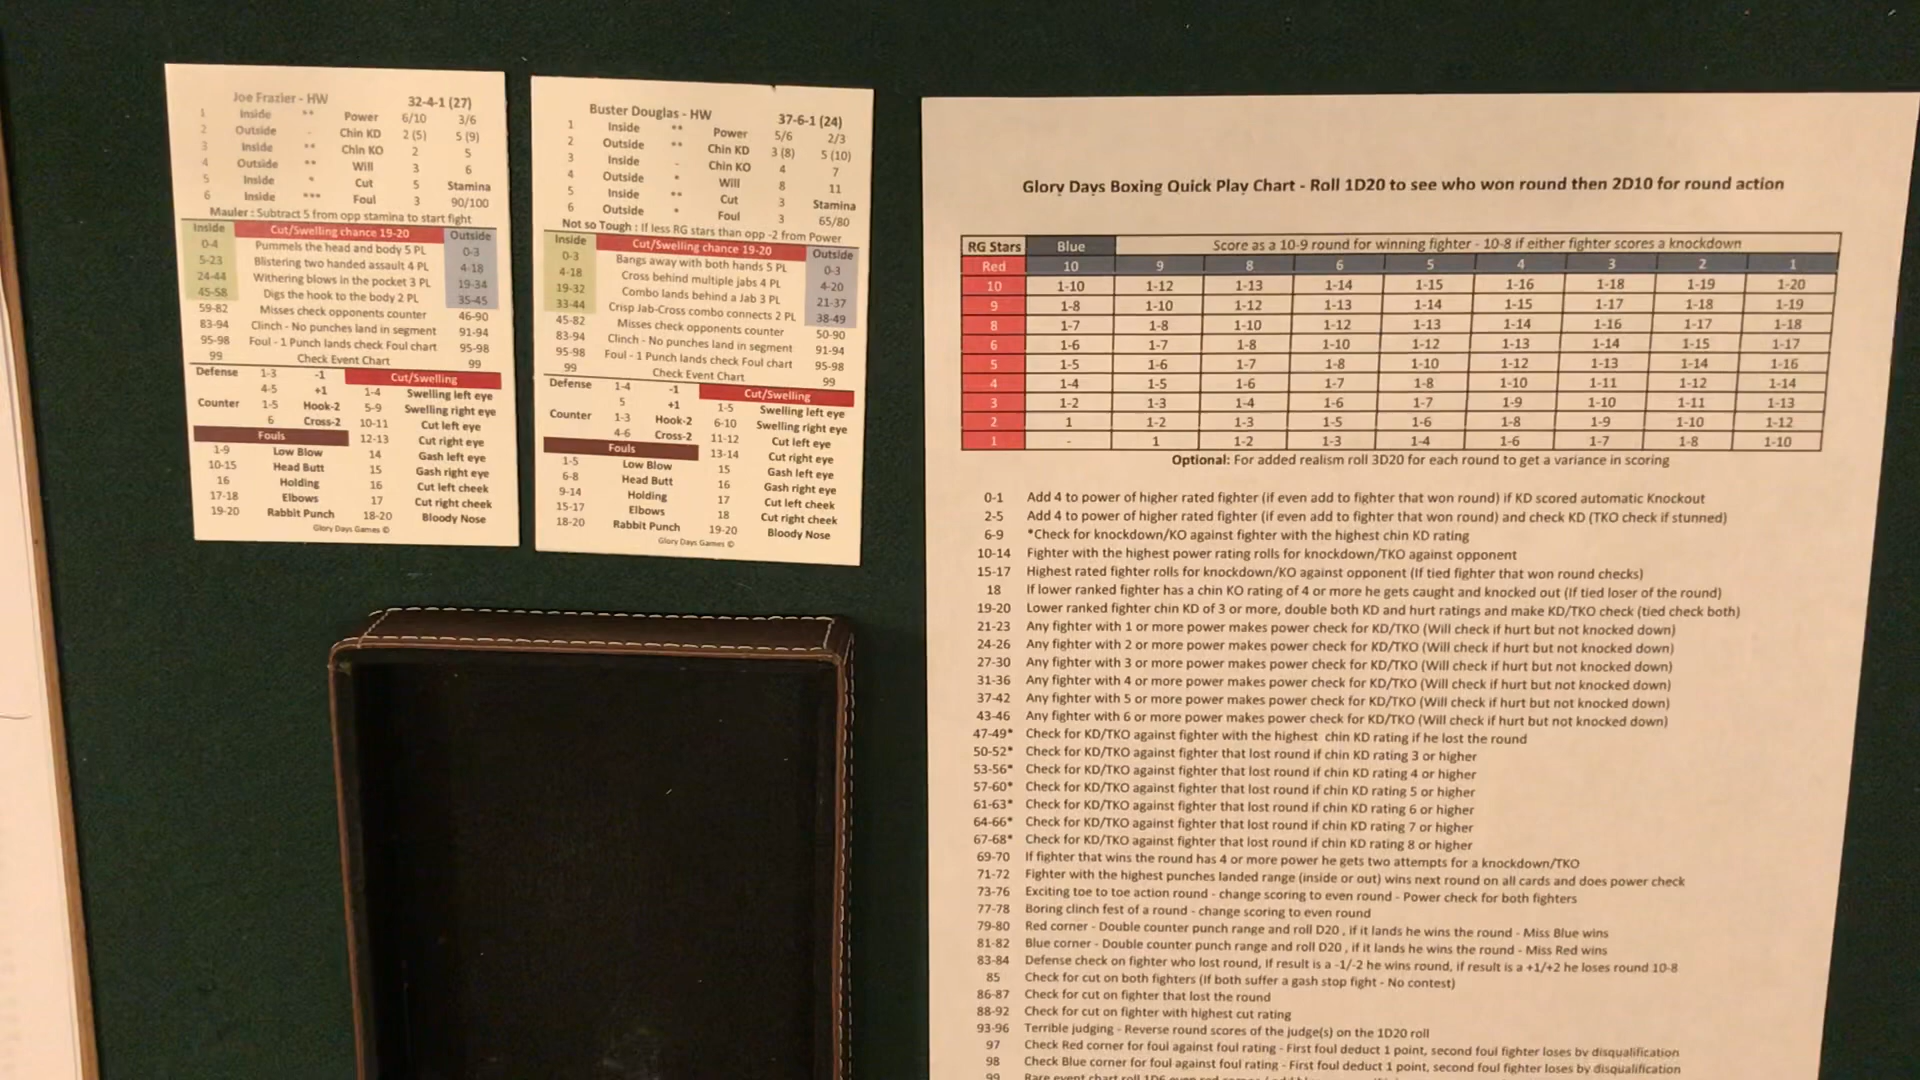 Joe Frazier - HW 32-4-1 (27)
1 Inside ** Power 6/10 3/6
2 Outside - Chin KD 2 (5) 5 (9)
3 Inside ** Chin KO 2 5
4 Outside ** Will 3 6
5 Inside * Cut 5 Stamina
6 Inside *** Foul 3 90/100
Mauler : Subtract 5 from opp stamina to start fight
Inside Cut/Swelling chance 19-20 Outside
0-4 Pummels the head and body 5 PL 0-3
5-23 Blistering two handed assault 4 PL 4-18
24-44 Withering blows in the pocket 3 PL 19-34
45-58 Digs the hook to the body 2 PL 35-45
59-82 Misses check opponents counter 46-90
83-94 Clinch - No punches land in segment 91-94
95-98 Foul - 1 Punch lands check Foul chart 95-98
99 Check Event Chart 99
Defense 1-3 -1 Cut/Swelling
4-5 +1 1-4 Swelling left eye
Counter 1-5 Hook-2 5-9 Swelling right eye
6 Cross-2 10-11 Cut left eye
Fouls 12-13 Cut right eye
1-9 Low Blow 14 Gash left eye
10-15 Head Butt 15 Gash right eye
16 Holding 16 Cut left cheek
17-18 Elbows 17 Cut right cheek
19-20 Rabbit Punch 18-20 Bloody Nose
Glory Days Games ©
Buster Douglas - HW 37-6-1 (24)
1 Inside ** Power 5/6 2/3
2 Outside ** Chin KD 3 (8) 5 (10)
3 Inside - Chin KO 4 7
4 Outside * Will 8 11
5 Inside ** Cut 3 Stamina
6 Outside * Foul 3 65/80
Not so Tough : If less RG stars than opp -2 from Power
Inside Cut/Swelling chance 19-20 Outside
0-3 Bangs away with both hands 5 PL 0-3
4-18 Cross behind multiple jabs 4 PL 4-20
19-32 Combo lands behind a Jab 3 PL 21-37
33-44 Crisp Jab-Cross combo connects 2 PL 38-49
45-82 Misses check opponents counter 50-90
83-94 Clinch - No punches land in segment 91-94
95-98 Foul - 1 Punch lands check Foul chart 95-98
99 Check Event Chart 99
Defense 1-4 -1 Cut/Swelling
5 +1 1-5 Swelling left eye
Counter 1-3 Hook-2 6-10 Swelling right eye
4-6 Cross-2 11-12 Cut left eye
Fouls 13-14 Cut right eye
1-5 Low Blow 15 Gash left eye
6-8 Head Butt 16 Gash right eye
9-14 Holding 17 Cut left cheek
15-17 Elbows 18 Cut right cheek
18-20 Rabbit Punch 19-20 Bloody Nose
Glory Days Games ©
Glory Days Boxing Quick Play Chart - Roll 1D20 to see who won round then 2D10 for round action
RG Stars Blue Score as a 10-9 round for winning fighter - 10-8 if either fighter scores a knockdown
Red 10 9 8 6 5 4 3 2 1
10 1-10 1-12 1-13 1-14 1-15 1-16 1-18 1-19 1-20
9 1-8 1-10 1-12 1-13 1-14 1-15 1-17 1-18 1-19
8 1-7 1-8 1-10 1-12 1-13 1-14 1-16 1-17 1-18
6 1-6 1-7 1-8 1-10 1-12 1-13 1-14 1-15 1-17
5 1-5 1-6 1-7 1-8 1-10 1-12 1-13 1-14 1-16
4 1-4 1-5 1-6 1-7 1-8 1-10 1-11 1-12 1-14
3 1-2 1-3 1-4 1-6 1-7 1-9 1-10 1-11 1-13
2 1 1-2 1-3 1-5 1-6 1-8 1-9 1-10 1-12
1 - 1 1-2 1-3 1-4 1-6 1-7 1-8 1-10
Optional: For added realism roll 3D20 for each round to get a variance in scoring
0-1 Add 4 to power of higher rated fighter (if even add to fighter that won round) if KD scored automatic Knockout
2-5 Add 4 to power of higher rated fighter (if even add to fighter that won round) and check KD (TKO check if stunned)
6-9 *Check for knockdown/KO against fighter with the highest chin KD rating
10-14 Fighter with the highest power rating rolls for knockdown/TKO against opponent
15-17 Highest rated fighter rolls for knockdown/KO against opponent (If tied fighter that won round checks)
18 If lower ranked fighter has a chin KO rating of 4 or more he gets caught and knocked out (If tied loser of the round)
19-20 Lower ranked fighter chin KD of 3 or more, double both KD and hurt ratings and make KD/TKO check (tied check both)
21-23 Any fighter with 1 or more power makes power check for KD/TKO (Will check if hurt but not knocked down)
24-26 Any fighter with 2 or more power makes power check for KD/TKO (Will check if hurt but not knocked down)
27-30 Any fighter with 3 or more power makes power check for KD/TKO (Will check if hurt but not knocked down)
31-36 Any fighter with 4 or more power makes power check for KD/TKO (Will check if hurt but not knocked down)
37-42 Any fighter with 5 or more power makes power check for KD/TKO (Will check if hurt but not knocked down)
43-46 Any fighter with 6 or more power makes power check for KD/TKO (Will check if hurt but not knocked down)
47-49* Check for KD/TKO against fighter with the highest chin KD rating if he lost the round
50-52* Check for KD/TKO against fighter that lost round if chin KD rating 3 or higher
53-56* Check for KD/TKO against fighter that lost round if chin KD rating 4 or higher
57-60* Check for KD/TKO against fighter that lost round if chin KD rating 5 or higher
61-63* Check for KD/TKO against fighter that lost round if chin KD rating 6 or higher
64-66* Check for KD/TKO against fighter that lost round if chin KD rating 7 or higher
67-68* Check for KD/TKO against fighter that lost round if chin KD rating 8 or higher
69-70 If fighter that wins the round has 4 or more power he gets two attempts for a knockdown/TKO
71-72 Fighter with the highest punches landed range (inside or out) wins next round on all cards and does power check
73-76 Exciting toe to toe action round - change scoring to even round - Power check for both fighters
77-78 Boring clinch fest of a round - change scoring to even round
79-80 Red corner - Double counter punch range and roll D20 , if it lands he wins the round - Miss Blue wins
81-82 Blue corner - Double counter punch range and roll D20 , if it lands he wins the round - Miss Red wins
83-84 Defense check on fighter who lost round, if result is a -1/-2 he wins round, if result is a +1/+2 he loses round 10-8
85 Check for cut on both fighters (If both suffer a gash stop fight - No contest)
86-87 Check for cut on fighter that lost the round
88-92 Check for cut on fighter with highest cut rating
93-96 Terrible judging - Reverse round scores of the judge(s) on the 1D20 roll
97 Check Red corner for foul against foul rating - First foul deduct 1 point, second foul fighter loses by disqualification
98 Check Blue corner for foul against foul rating - First foul deduct 1 point, second foul fighter loses by disqualification
99 Rare event chart roll 1D6